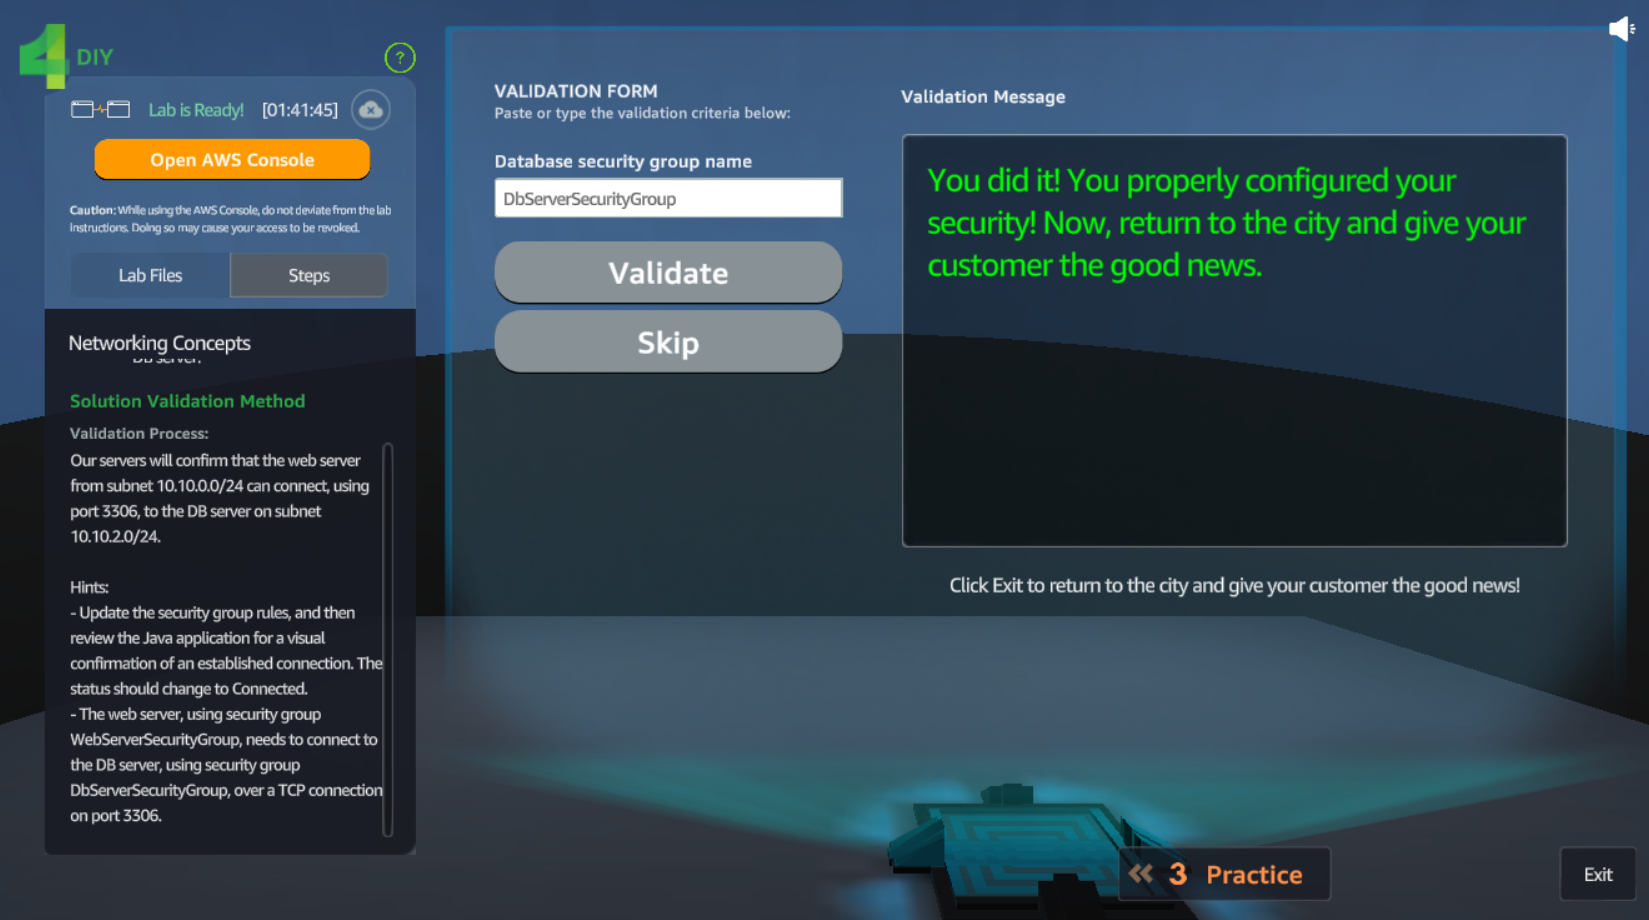 4 DIY
?
Lab is Ready! [01:41:45]
Open AWS Console
Caution: While using the AWS Console, do not deviate from the lab
instructions. Doing so may cause your access to be revoked.
Lab Files
Steps
Networking Concepts
DB server.
Solution Validation Method
Validation Process:
Our servers will confirm that the web server
from subnet 10.10.0.0/24 can connect, using
port 3306, to the DB server on subnet
10.10.2.0/24.
Hints:
- Update the security group rules, and then
review the Java application for a visual
confirmation of an established connection. The
status should change to Connected.
- The web server, using security group
WebServerSecurityGroup, needs to connect to
the DB server, using security group
DbServerSecurityGroup, over a TCP connection
on port 3306.
VALIDATION FORM
Paste or type the validation criteria below:
Database security group name
DbServerSecurityGroup
Validate
Skip
Validation Message
You did it! You properly configured your
security! Now, return to the city and give your
customer the good news.
Click Exit to return to the city and give your customer the good news!
3 Practice
Exit